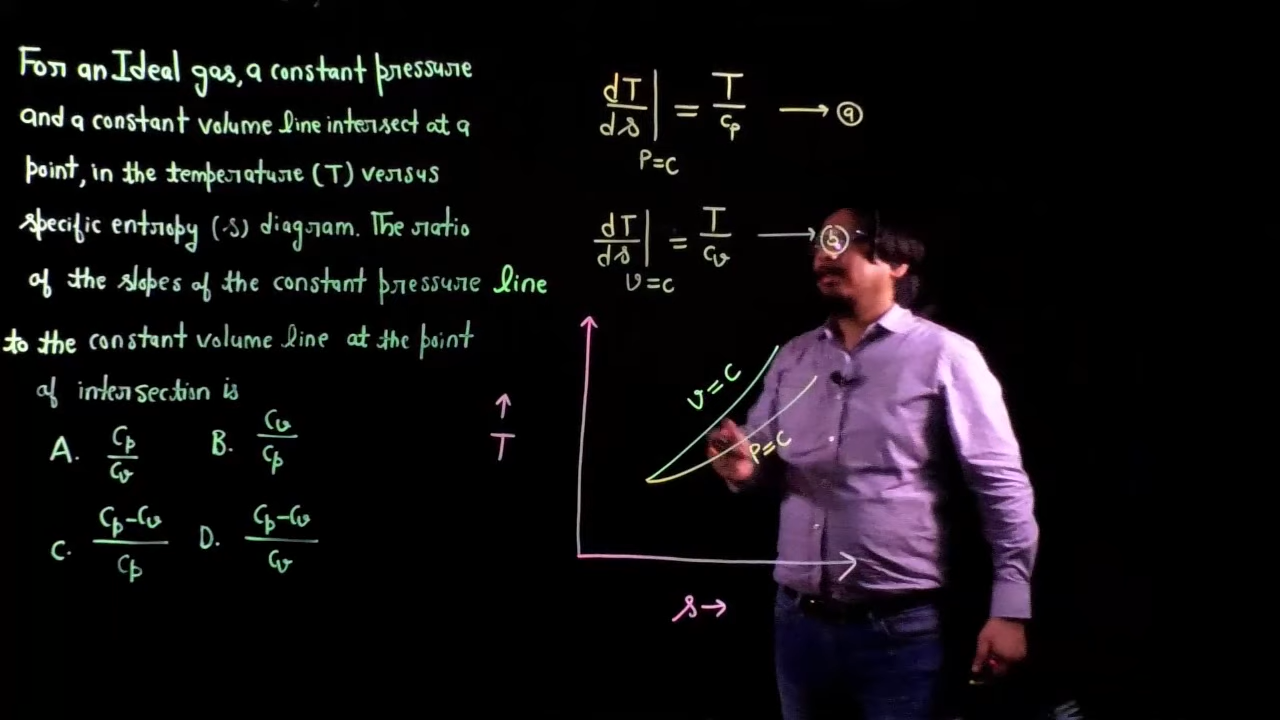 For an Ideal gas, a constant pressure
and a constant volume line intersect at a
point, in the temperature (T) versus
specific entropy (s) diagram. The ratio
of the slopes of the constant pressure line
to the constant volume line at the point
of intersection is
A. Cp/Cv B. Cv/Cp
C. Cp-Cv/Cp D. Cp-Cv/Cv
dT/ds | P=C = T/Cp → ⓐ
dT/ds | v=C = T/Cv → ⓑ
v=C
P=C
↑
T
s→